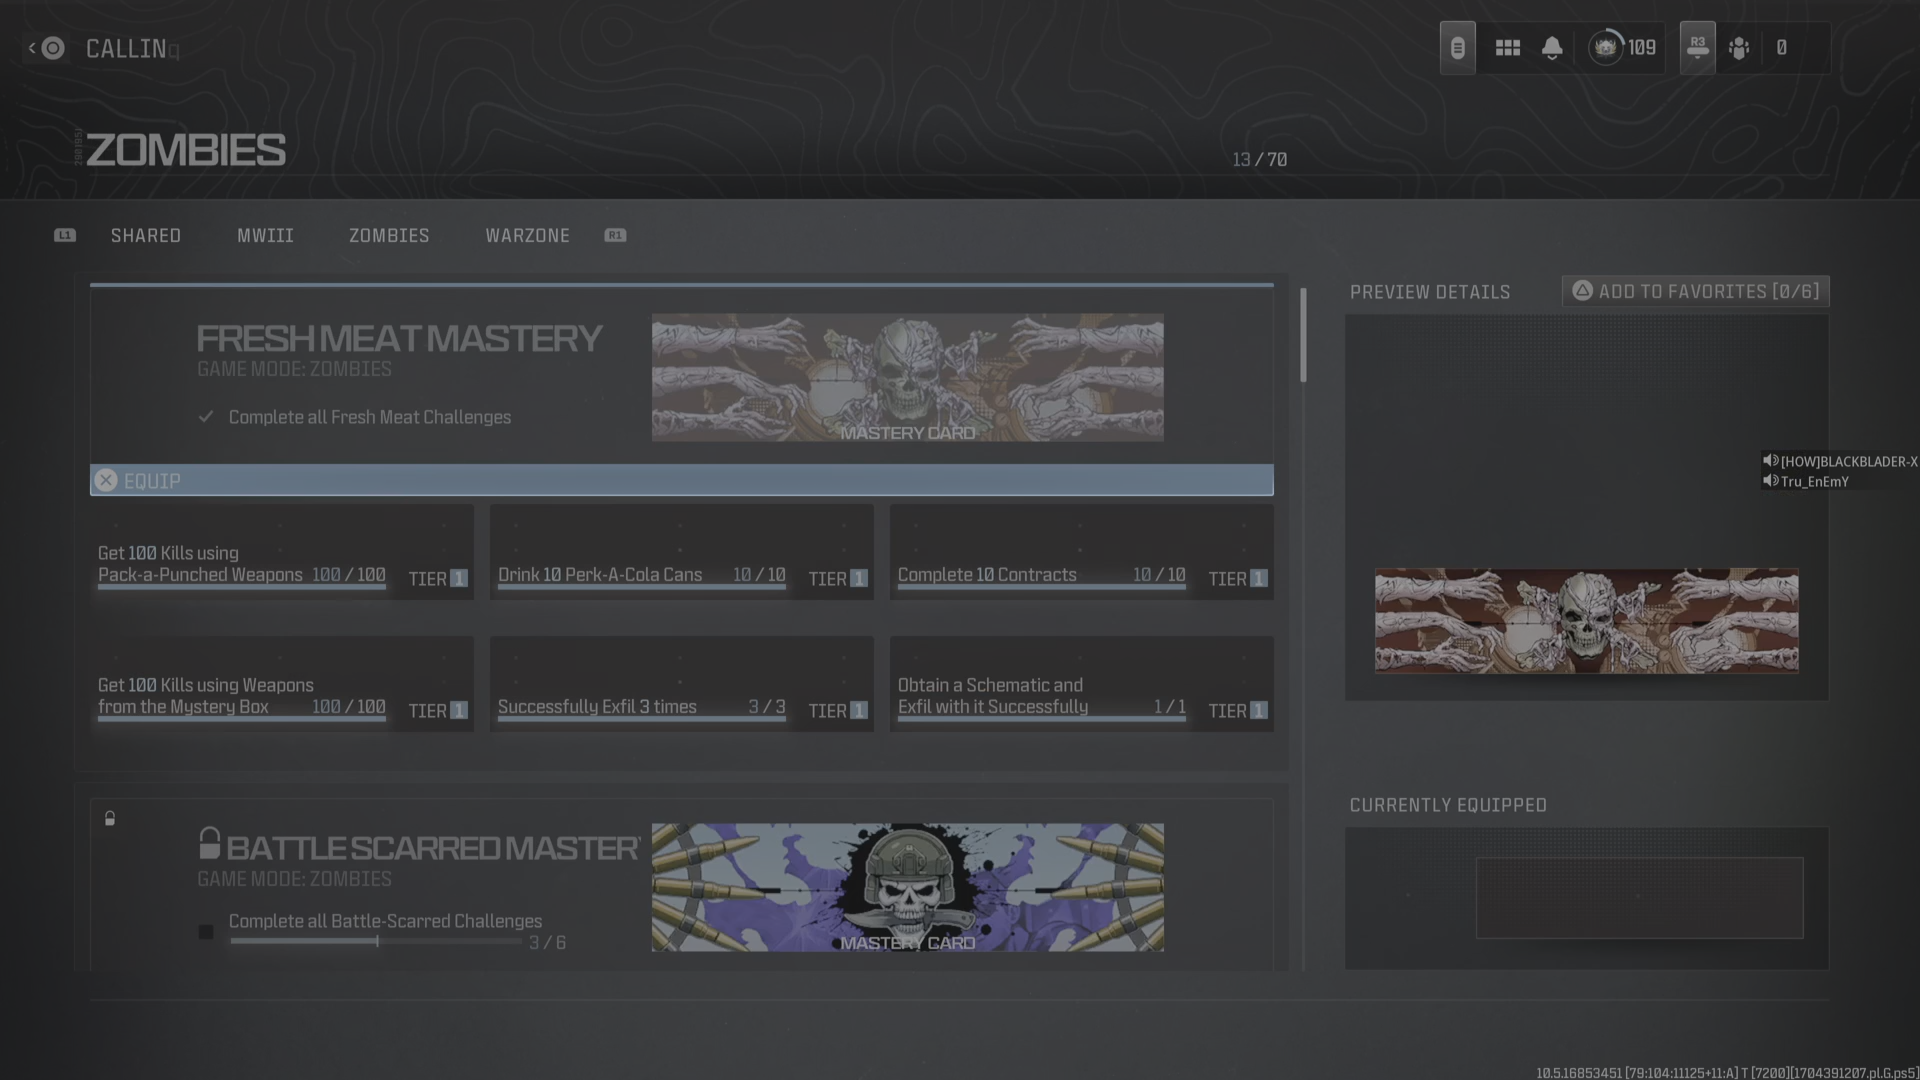 CALLIN
109
R3
0
ZOMBIES
13 / 70
L1
SHARED
MWIII
ZOMBIES
WARZONE
R1
FRESH MEAT MASTERY
GAME MODE: ZOMBIES
Complete all Fresh Meat Challenges
MASTERY CARD
EQUIP
Get 100 Kills using
Pack-a-Punched Weapons 100 / 100 TIER 1
Drink 10 Perk-A-Cola Cans 10 / 10 TIER 1
Complete 10 Contracts 10 / 10 TIER 1
Get 100 Kills using Weapons
from the Mystery Box 100 / 100 TIER 1
Successfully Exfil 3 times 3 / 3 TIER 1
Obtain a Schematic and
Exfil with it Successfully 1 / 1 TIER 1
BATTLE SCARRED MASTERY
GAME MODE: ZOMBIES
Complete all Battle-Scarred Challenges
3 / 6
MASTERY CARD
PREVIEW DETAILS
ADD TO FAVORITES [0/6]
[HOW]BLACKBLADER-X
Tru_EnEmY
CURRENTLY EQUIPPED
10.5.16853451 [79:104:11125+11:A] T [7200][1704391207.pl.G.ps5]